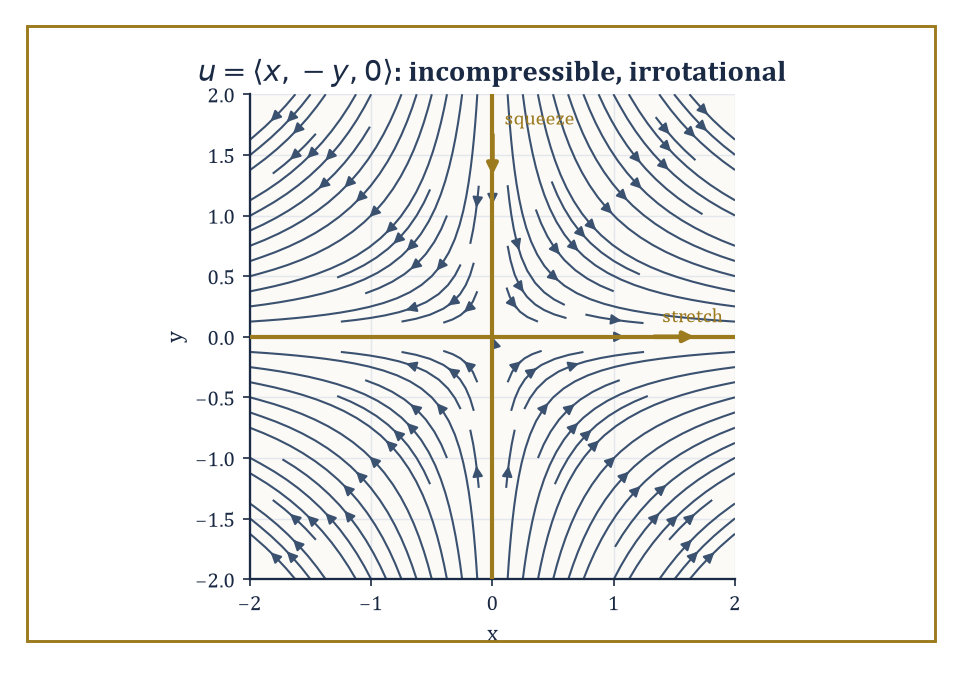 u = ⟨x, −y, 0⟩: incompressible, irrotational
2.0
squeeze
1.5
1.0
0.5
stretch
0.0
y
−0.5
−1.0
−1.5
−2.0
−2 −1 0 1 2
x